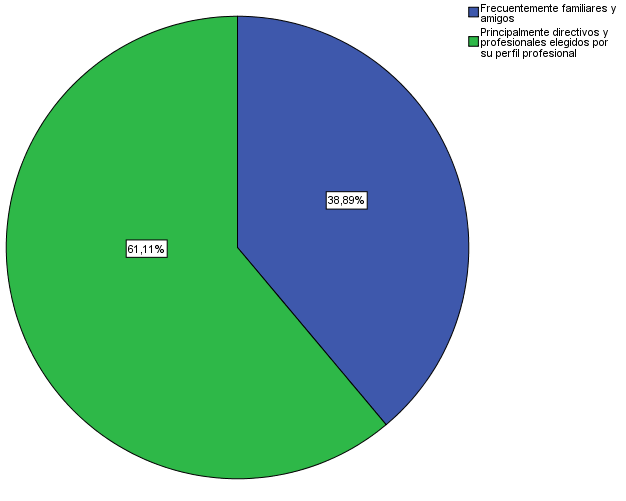 Frecuentemente familiares y
amigos
Principalmente directivos y
profesionales elegidos por
su perfil profesional
38,89%
61,11%